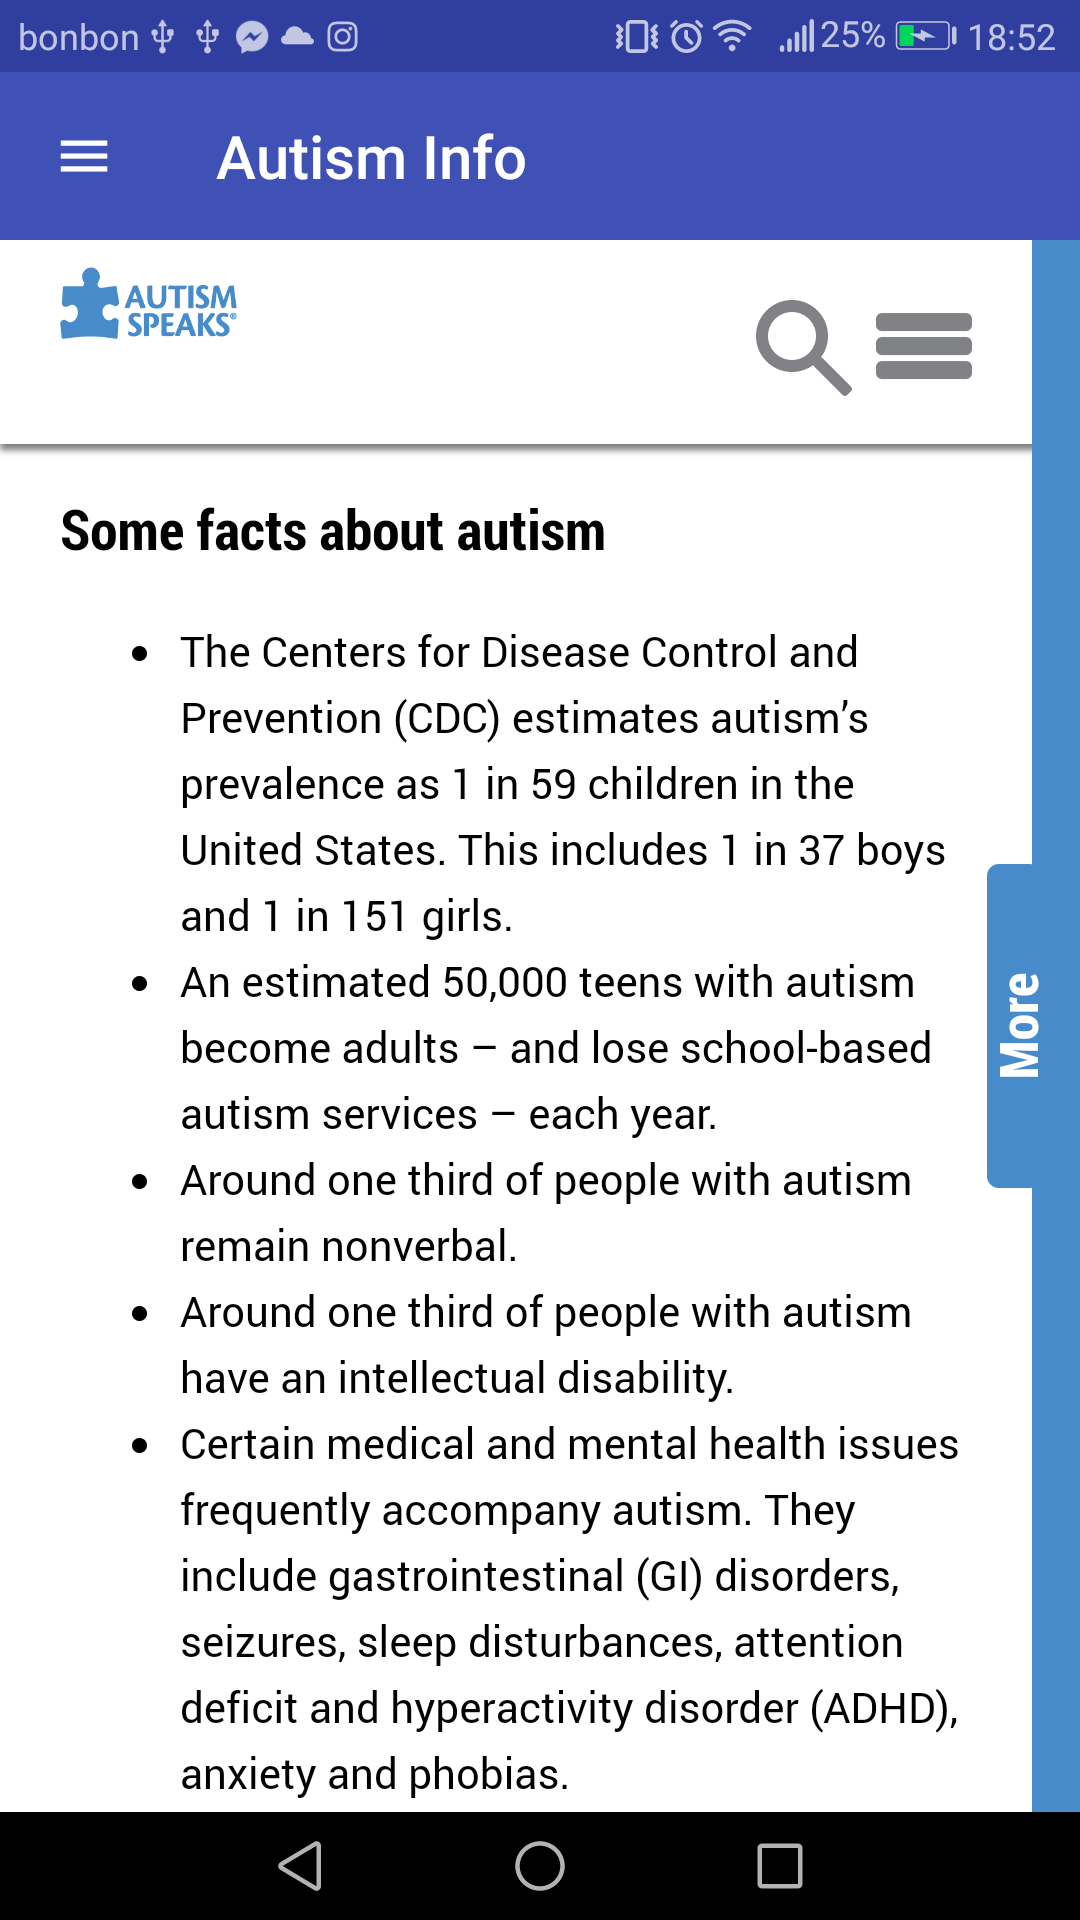 bonbon 25% 18:52
Autism Info
AUTISM
SPEAKS®
Some facts about autism
• The Centers for Disease Control and
Prevention (CDC) estimates autism’s
prevalence as 1 in 59 children in the
United States. This includes 1 in 37 boys
and 1 in 151 girls.
• An estimated 50,000 teens with autism
become adults – and lose school-based
autism services – each year.
• Around one third of people with autism
remain nonverbal.
• Around one third of people with autism
have an intellectual disability.
• Certain medical and mental health issues
frequently accompany autism. They
include gastrointestinal (GI) disorders,
seizures, sleep disturbances, attention
deficit and hyperactivity disorder (ADHD),
anxiety and phobias.
More